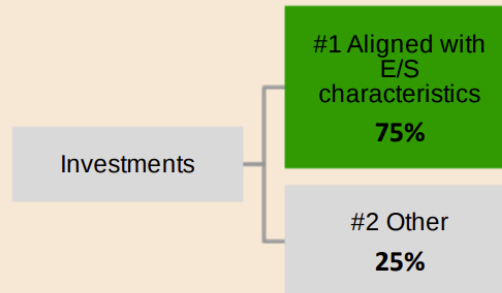 #1 Aligned with
E/S
characteristics
75%
Investments
#2 Other
25%